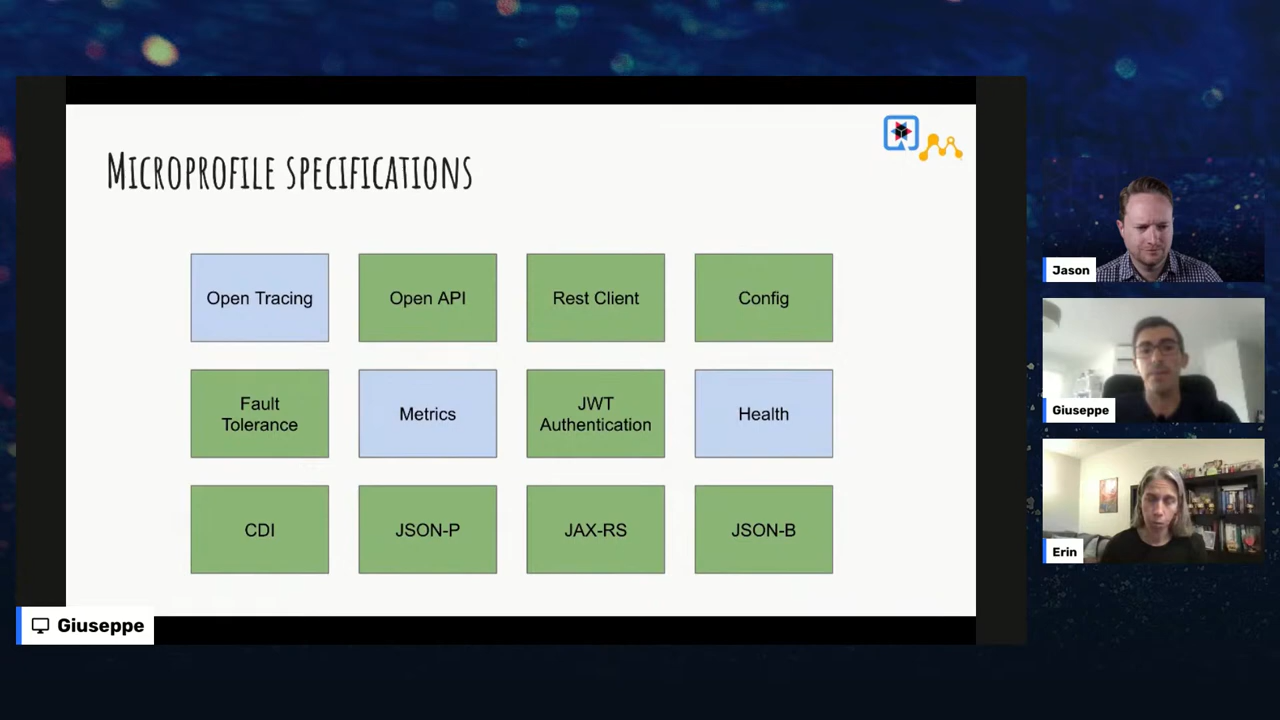 Microprofile specifications
Open Tracing
Open API
Rest Client
Config
Fault
Tolerance
Metrics
JWT
Authentication
Health
CDI
JSON-P
JAX-RS
JSON-B
Giuseppe
Jason
Giuseppe
Erin